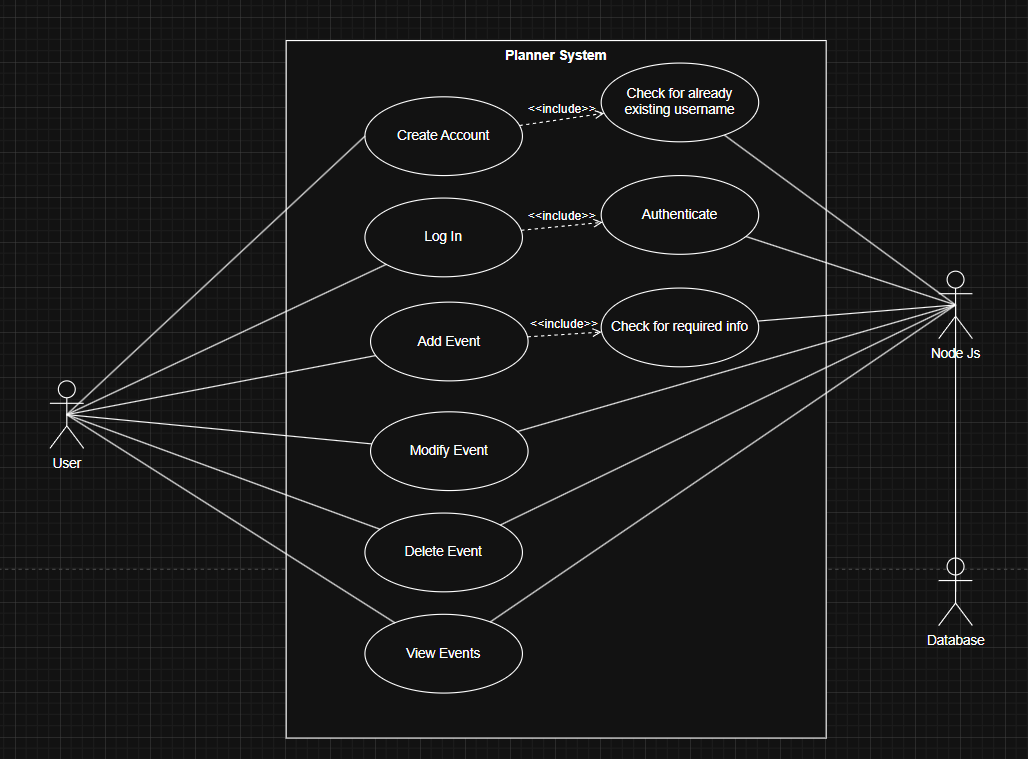 Planner System
Check for already
existing username
<<include>>
Create Account
<<include>>
Authenticate
Log In
<<include>>
Check for required info
Add Event
Node Js
User
Modify Event
Delete Event
Database
View Events